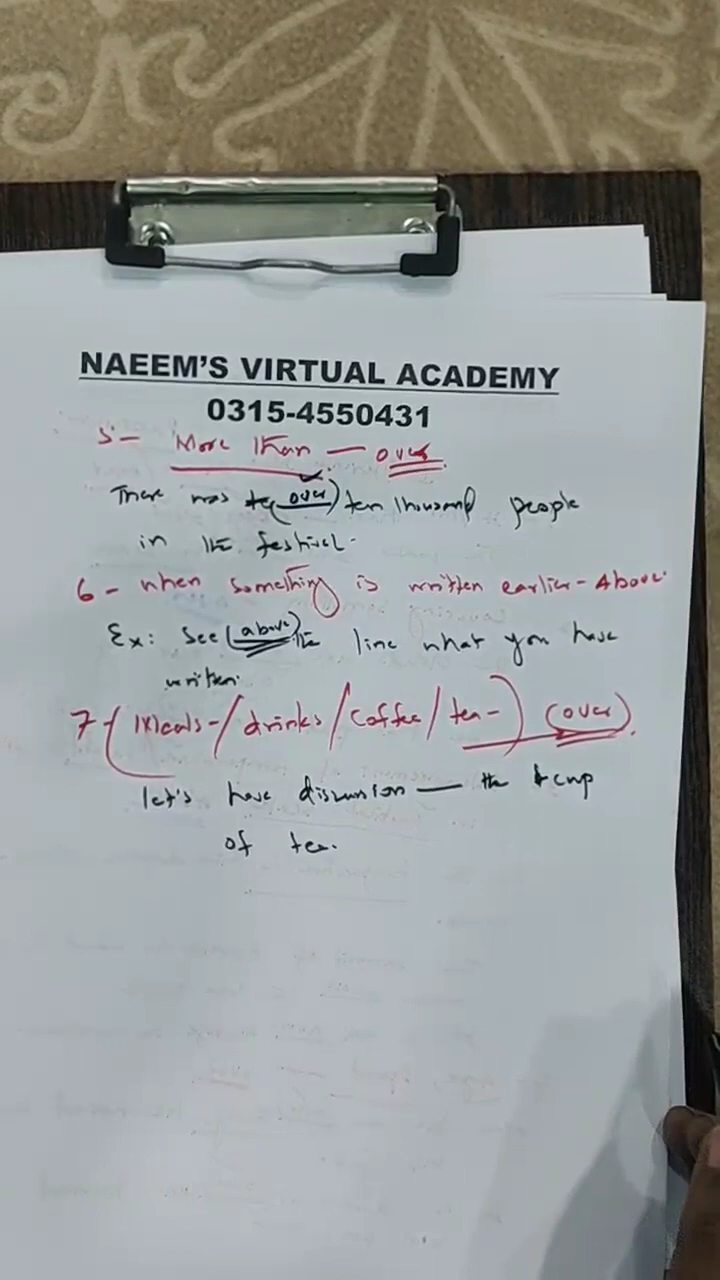 NAEEM'S VIRTUAL ACADEMY
0315-4550431
5- More than — over
There was (over) ten thousand people
in the festival.
6- when something is written earlier - Above.
Ex: See (above) the line what you have
written.
7- (Meals-/drinks/coffee/tea-) (over).
let's have discussion — the cup
of tea.